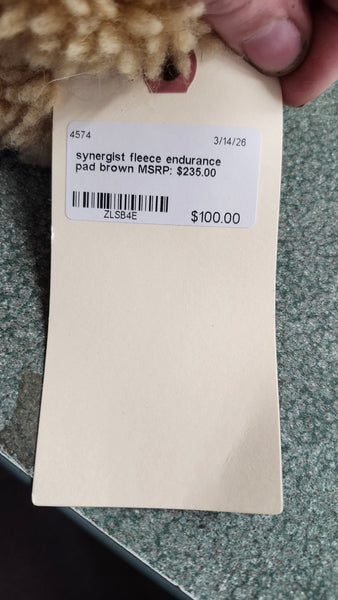 4574 3/14/26
synergist fleece endurance
pad brown MSRP: $235.00
ZLSB4E $100.00